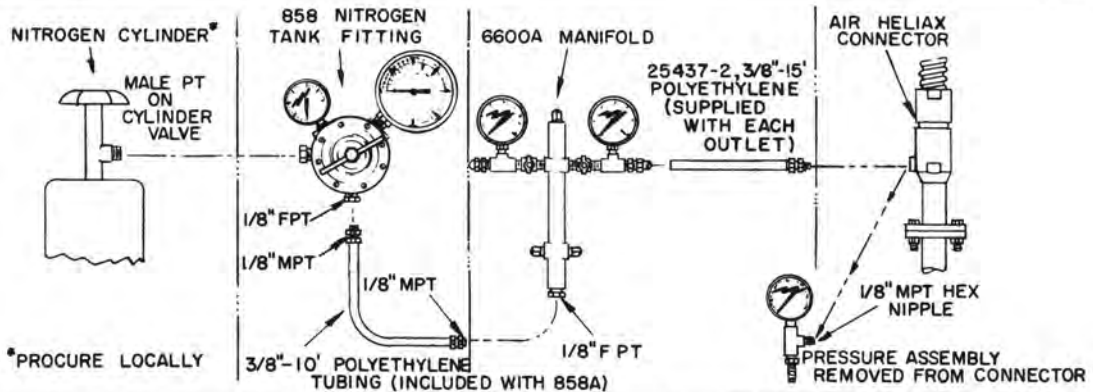 NITROGEN CYLINDER*
MALE PT
ON
CYLINDER
VALVE
*PROCURE LOCALLY
858 NITROGEN
TANK FITTING
1/8" FPT
1/8" MPT
1/8" MPT
3/8"-10' POLYETHYLENE
TUBING (INCLUDED WITH 858A)
6600A MANIFOLD
25437-2, 3/8"-15'
POLYETHYLENE
(SUPPLIED
WITH EACH
OUTLET)
1/8" F PT
AIR HELIAX
CONNECTOR
1/8" MPT HEX
NIPPLE
PRESSURE ASSEMBLY
REMOVED FROM CONNECTOR